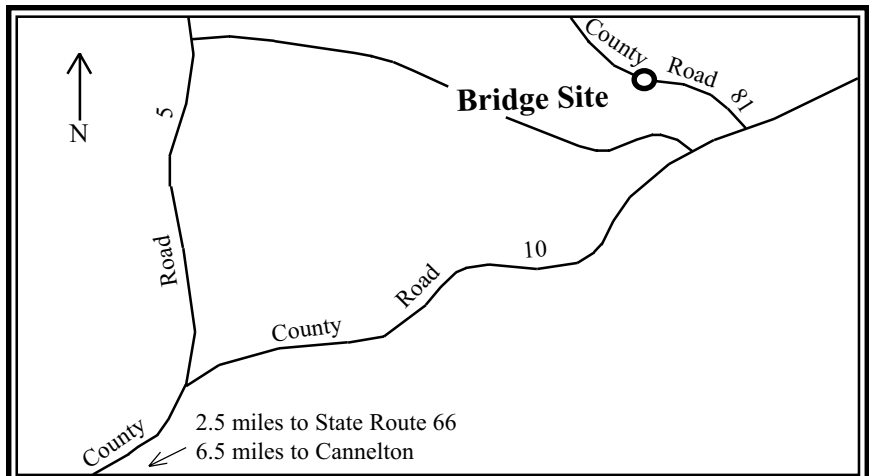 County Road 81
Bridge Site
N
5
Road
10
Road
County
County
2.5 miles to State Route 66
6.5 miles to Cannelton